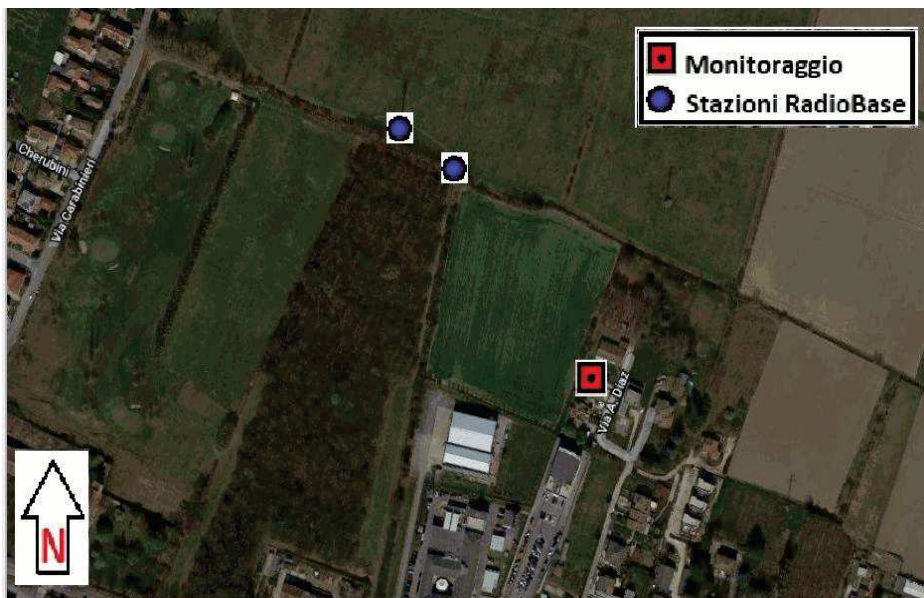 Monitoraggio
Stazioni RadioBase
Cherubini
Via Carabinieri
Via A. Diaz
N